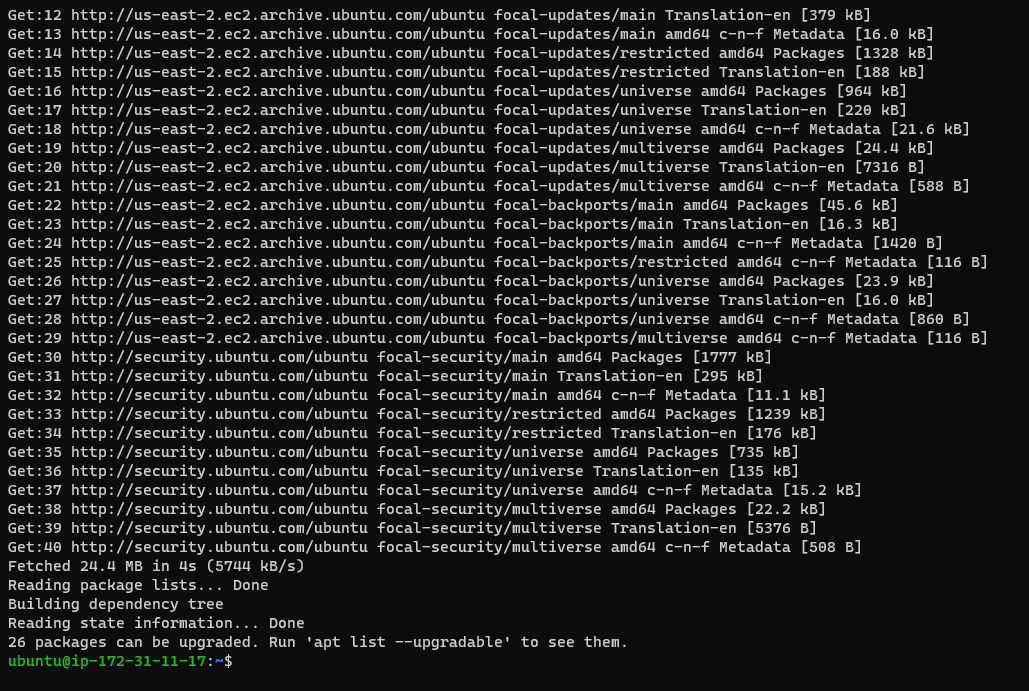 Get:12 http://us-east-2.ec2.archive.ubuntu.com/ubuntu focal-updates/main Translation-en [379 kB]
Get:13 http://us-east-2.ec2.archive.ubuntu.com/ubuntu focal-updates/main amd64 c-n-f Metadata [16.0 kB]
Get:14 http://us-east-2.ec2.archive.ubuntu.com/ubuntu focal-updates/restricted amd64 Packages [1328 kB]
Get:15 http://us-east-2.ec2.archive.ubuntu.com/ubuntu focal-updates/restricted Translation-en [188 kB]
Get:16 http://us-east-2.ec2.archive.ubuntu.com/ubuntu focal-updates/universe amd64 Packages [964 kB]
Get:17 http://us-east-2.ec2.archive.ubuntu.com/ubuntu focal-updates/universe Translation-en [220 kB]
Get:18 http://us-east-2.ec2.archive.ubuntu.com/ubuntu focal-updates/universe amd64 c-n-f Metadata [21.6 kB]
Get:19 http://us-east-2.ec2.archive.ubuntu.com/ubuntu focal-updates/multiverse amd64 Packages [24.4 kB]
Get:20 http://us-east-2.ec2.archive.ubuntu.com/ubuntu focal-updates/multiverse Translation-en [7316 B]
Get:21 http://us-east-2.ec2.archive.ubuntu.com/ubuntu focal-updates/multiverse amd64 c-n-f Metadata [588 B]
Get:22 http://us-east-2.ec2.archive.ubuntu.com/ubuntu focal-backports/main amd64 Packages [45.6 kB]
Get:23 http://us-east-2.ec2.archive.ubuntu.com/ubuntu focal-backports/main Translation-en [16.3 kB]
Get:24 http://us-east-2.ec2.archive.ubuntu.com/ubuntu focal-backports/main amd64 c-n-f Metadata [1420 B]
Get:25 http://us-east-2.ec2.archive.ubuntu.com/ubuntu focal-backports/restricted amd64 c-n-f Metadata [116 B]
Get:26 http://us-east-2.ec2.archive.ubuntu.com/ubuntu focal-backports/universe amd64 Packages [23.9 kB]
Get:27 http://us-east-2.ec2.archive.ubuntu.com/ubuntu focal-backports/universe Translation-en [16.0 kB]
Get:28 http://us-east-2.ec2.archive.ubuntu.com/ubuntu focal-backports/universe amd64 c-n-f Metadata [860 B]
Get:29 http://us-east-2.ec2.archive.ubuntu.com/ubuntu focal-backports/multiverse amd64 c-n-f Metadata [116 B]
Get:30 http://security.ubuntu.com/ubuntu focal-security/main amd64 Packages [1777 kB]
Get:31 http://security.ubuntu.com/ubuntu focal-security/main Translation-en [295 kB]
Get:32 http://security.ubuntu.com/ubuntu focal-security/main amd64 c-n-f Metadata [11.1 kB]
Get:33 http://security.ubuntu.com/ubuntu focal-security/restricted amd64 Packages [1239 kB]
Get:34 http://security.ubuntu.com/ubuntu focal-security/restricted Translation-en [176 kB]
Get:35 http://security.ubuntu.com/ubuntu focal-security/universe amd64 Packages [735 kB]
Get:36 http://security.ubuntu.com/ubuntu focal-security/universe Translation-en [135 kB]
Get:37 http://security.ubuntu.com/ubuntu focal-security/universe amd64 c-n-f Metadata [15.2 kB]
Get:38 http://security.ubuntu.com/ubuntu focal-security/multiverse amd64 Packages [22.2 kB]
Get:39 http://security.ubuntu.com/ubuntu focal-security/multiverse Translation-en [5376 B]
Get:40 http://security.ubuntu.com/ubuntu focal-security/multiverse amd64 c-n-f Metadata [508 B]
Fetched 24.4 MB in 4s (5744 kB/s)
Reading package lists... Done
Building dependency tree
Reading state information... Done
26 packages can be upgraded. Run 'apt list --upgradable' to see them.
ubuntu@ip-172-31-11-17:~$